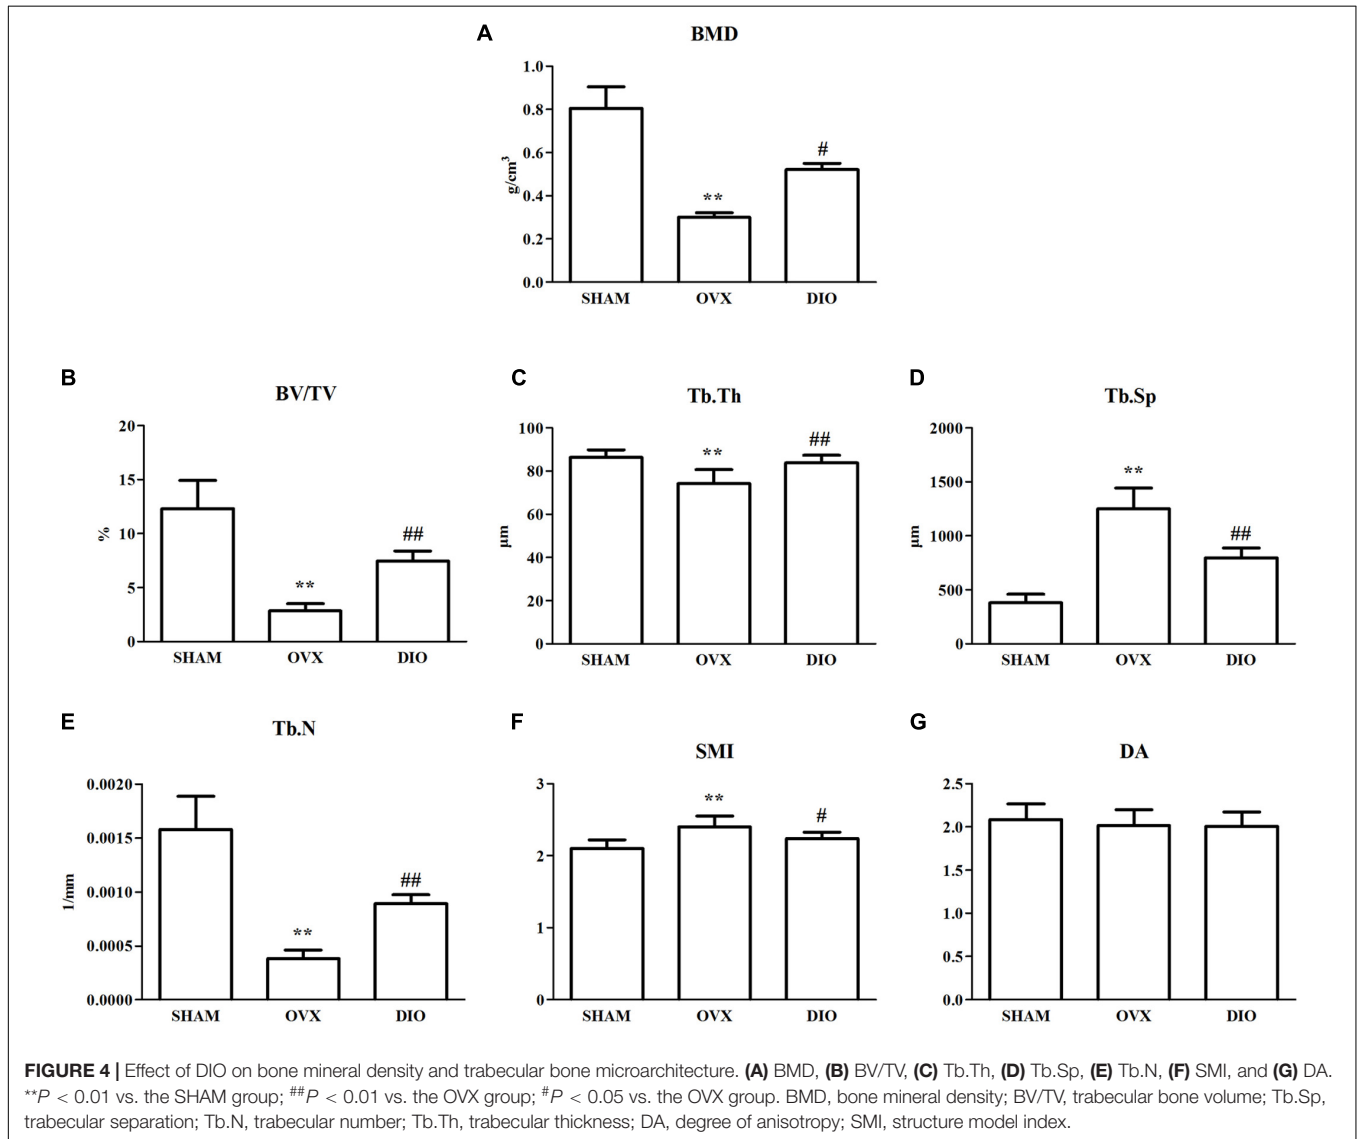 A
BMD
1.0
0.8
0.6
0.4
0.2
0.0
g/cm³
**
#
SHAM OVX DIO
B
BV/TV
20
15
10
5
0
%
**
##
SHAM OVX DIO
C
Tb.Th
100
80
60
40
20
0
µm
**
##
SHAM OVX DIO
D
Tb.Sp
2000
1500
1000
500
0
µm
**
##
SHAM OVX DIO
E
Tb.N
0.0020
0.0015
0.0010
0.0005
0.0000
1/mm
**
##
SHAM OVX DIO
F
SMI
3
2
1
0
**
#
SHAM OVX DIO
G
DA
2.5
2.0
1.5
1.0
0.5
0.0
SHAM OVX DIO
FIGURE 4 | Effect of DIO on bone mineral density and trabecular bone microarchitecture. (A) BMD, (B) BV/TV, (C) Tb.Th, (D) Tb.Sp, (E) Tb.N, (F) SMI, and (G) DA.
**P < 0.01 vs. the SHAM group; ##P < 0.01 vs. the OVX group; #P < 0.05 vs. the OVX group. BMD, bone mineral density; BV/TV, trabecular bone volume; Tb.Sp,
trabecular separation; Tb.N, trabecular number; Tb.Th, trabecular thickness; DA, degree of anisotropy; SMI, structure model index.